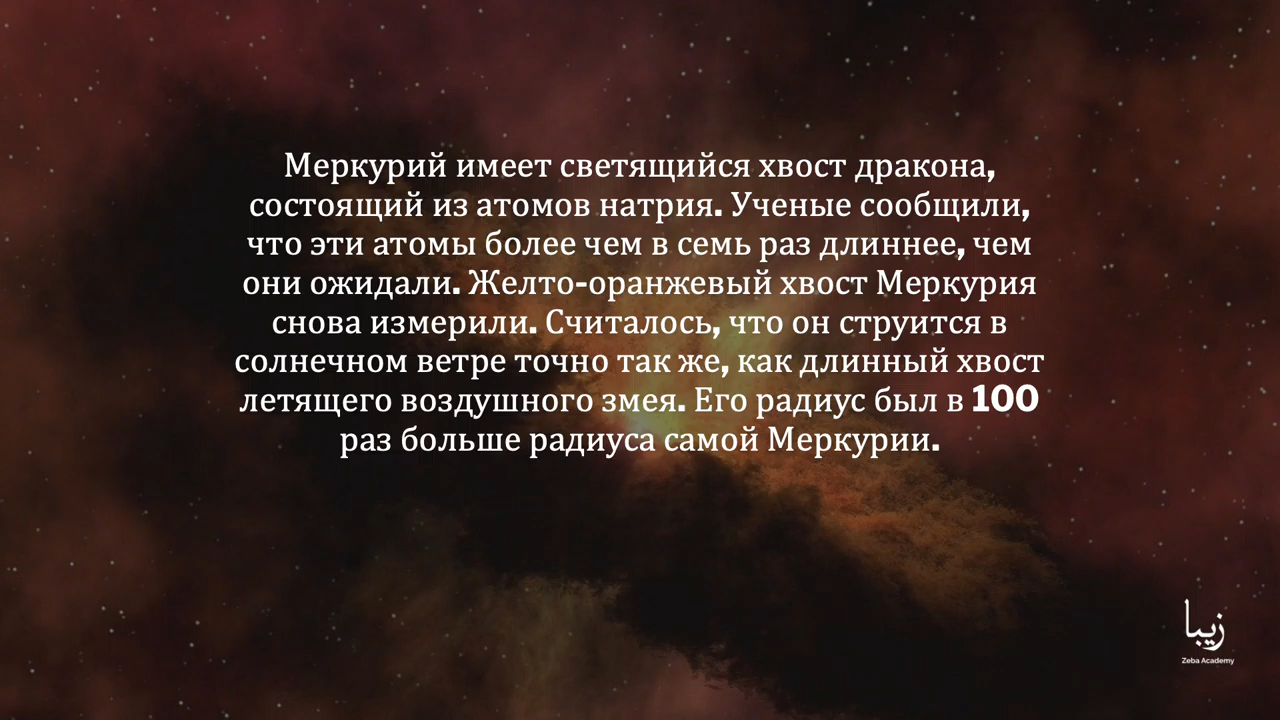 Меркурий имеет светящийся хвост дракона,
состоящий из атомов натрия. Ученые сообщили,
что эти атомы более чем в семь раз длиннее, чем
они ожидали. Желто-оранжевый хвост Меркурия
снова измерили. Считалось, что он струится в
солнечном ветре точно так же, как длинный хвост
летящего воздушного змея. Его радиус был в 100
раз больше радиуса самой Меркурии.
زيبا
Zeba Academy